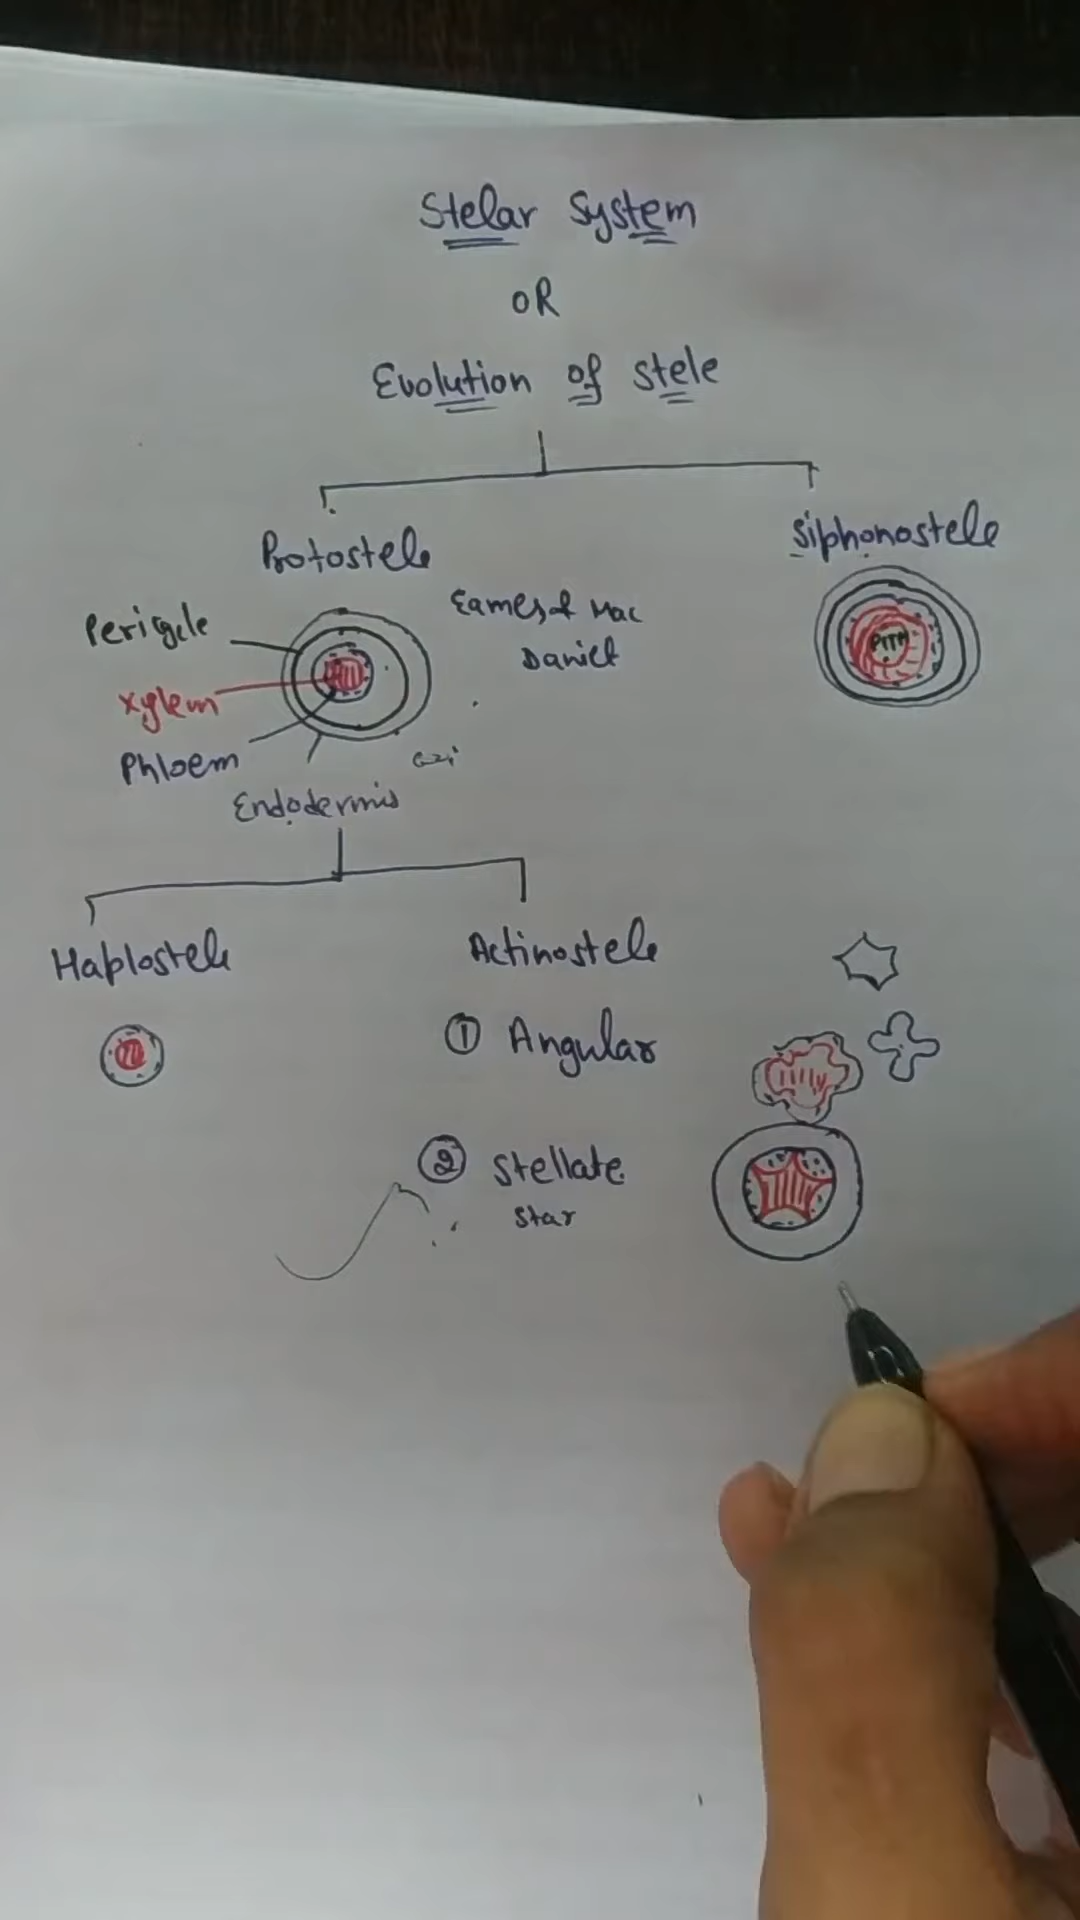 Stelar System
OR
Evolution of stele
Protostele
Siphonostele
Eames & Mac
Daniel
Pericycle
Xylem
Phloem
Endodermis
PITH
Haplostele
Actinostele
① Angular
② Stellate
Star